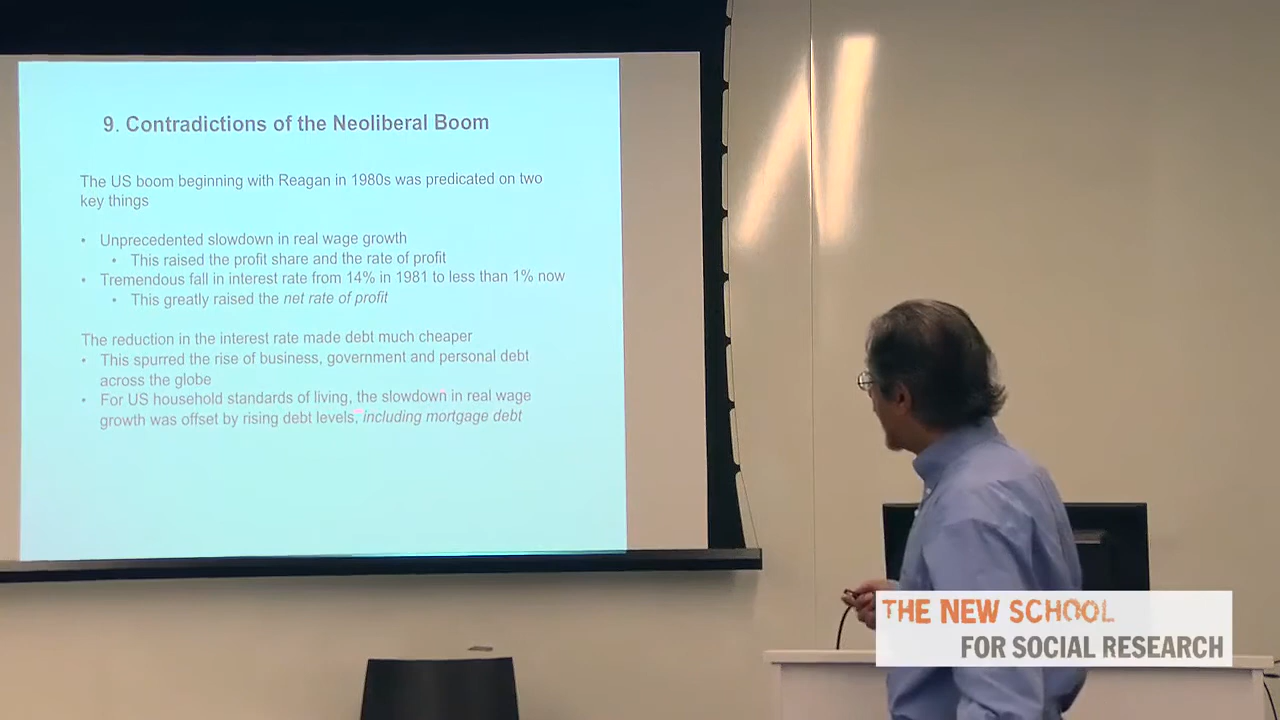 9. Contradictions of the Neoliberal Boom
The US boom beginning with Reagan in 1980s was predicated on two
key things
• Unprecedented slowdown in real wage growth
• This raised the profit share and the rate of profit
• Tremendous fall in interest rate from 14% in 1981 to less than 1% now
• This greatly raised the net rate of profit
The reduction in the interest rate made debt much cheaper
• This spurred the rise of business, government and personal debt
across the globe
• For US household standards of living, the slowdown in real wage
growth was offset by rising debt levels, including mortgage debt
THE NEW SCHOOL
FOR SOCIAL RESEARCH